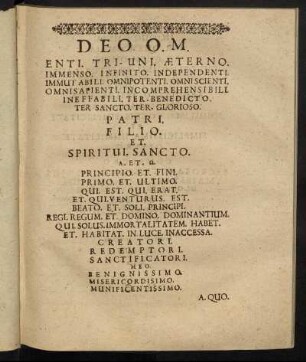 DEO O.M.
ENTI. TRI-UNI, ÆTERNO.
IMMENSO. INFINITO. INDEPENDENTI.
IMMUTABILI. OMNIPOTENTI. OMNISCIENTI.
OMNISAPIENTI. INCOMPREHENSIBILI.
INEFFABILI. TER-BENEDICTO.
TER SANCTO. TER-GLORIOSO.
PATRI.
FILIO.
ET.
SPIRITUI. SANCTO.
A. ET. Ω.
PRINCIPIO. ET. FINI.
PRIMO. ET. ULTIMO.
QUI. EST. QUI. ERAT.
ET. QUI. VENTURUS. EST.
BEATO. ET. SOLI. PRINCIPI.
REGI. REGUM. ET. DOMINO. DOMINANTIUM.
QUI. SOLUS. IMMORTALITATEM. HABET.
ET. HABITAT. IN. LUCE. INACCESSA.
CREATORI.
REDEMPTORI.
SANCTIFICATORI.
MEO.
BENIGNISSIMO.
MISERICORDISSIMO.
MUNIFICENTISSIMO.
A. QUO.